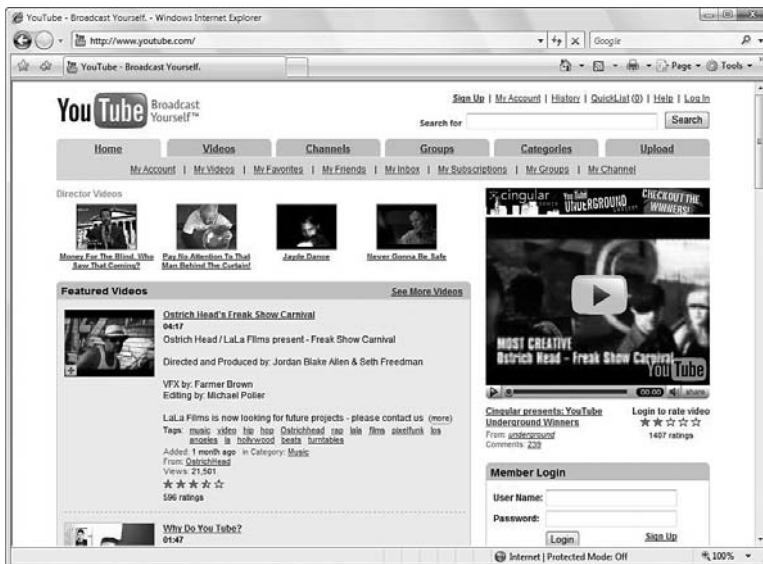 YouTube - Broadcast Yourself. - Windows Internet Explorer
http://www.youtube.com/
Google
YouTube - Broadcast Yourself.
Page
Tools
YouTube Broadcast Yourself™
Sign Up | My Account | History | QuickList (0) | Help | Log In
Search for
Search
Home Videos Channels Groups Categories Upload
My Account | My Videos | My Favorites | My Friends | My Inbox | My Subscriptions | My Groups | My Channel
Director Videos
Money For The Blind. Who Saw That Coming?
Pay No Attention To That Man Behind The Curtain!
Jayde Dance
Never Gonna Be Safe
Featured Videos
See More Videos
Ostrich Head's Freak Show Carnival
04:17
Ostrich Head / LaLa Films present - Freak Show Carnival
Directed and Produced by: Jordan Blake Allen & Seth Freedman
VFX by: Farmer Brown
Editing by: Michael Polier
LaLa Films is now looking for future projects - please contact us (more)
Tags: music video hip hop Ostrichhead rap lala films pixelfunk los
angeles la hollywood beats turntables
Added: 1 month ago in Category: Music
From: OstrichHead
Views: 21,501
596 ratings
Why Do You Tube?
01:47
cingular
YouTube
UNDERGROUND
CHECK OUT THE
WINNERS!
MOST CREATIVE
Ostrich Head - Freak Show Carnival
YouTube
00:00
share
Cingular presents: YouTube
Underground Winners
From: underground
Comments: 239
Login to rate video
1407 ratings
Member Login
User Name:
Password:
Login
Sign Up
Internet | Protected Mode: Off
100%